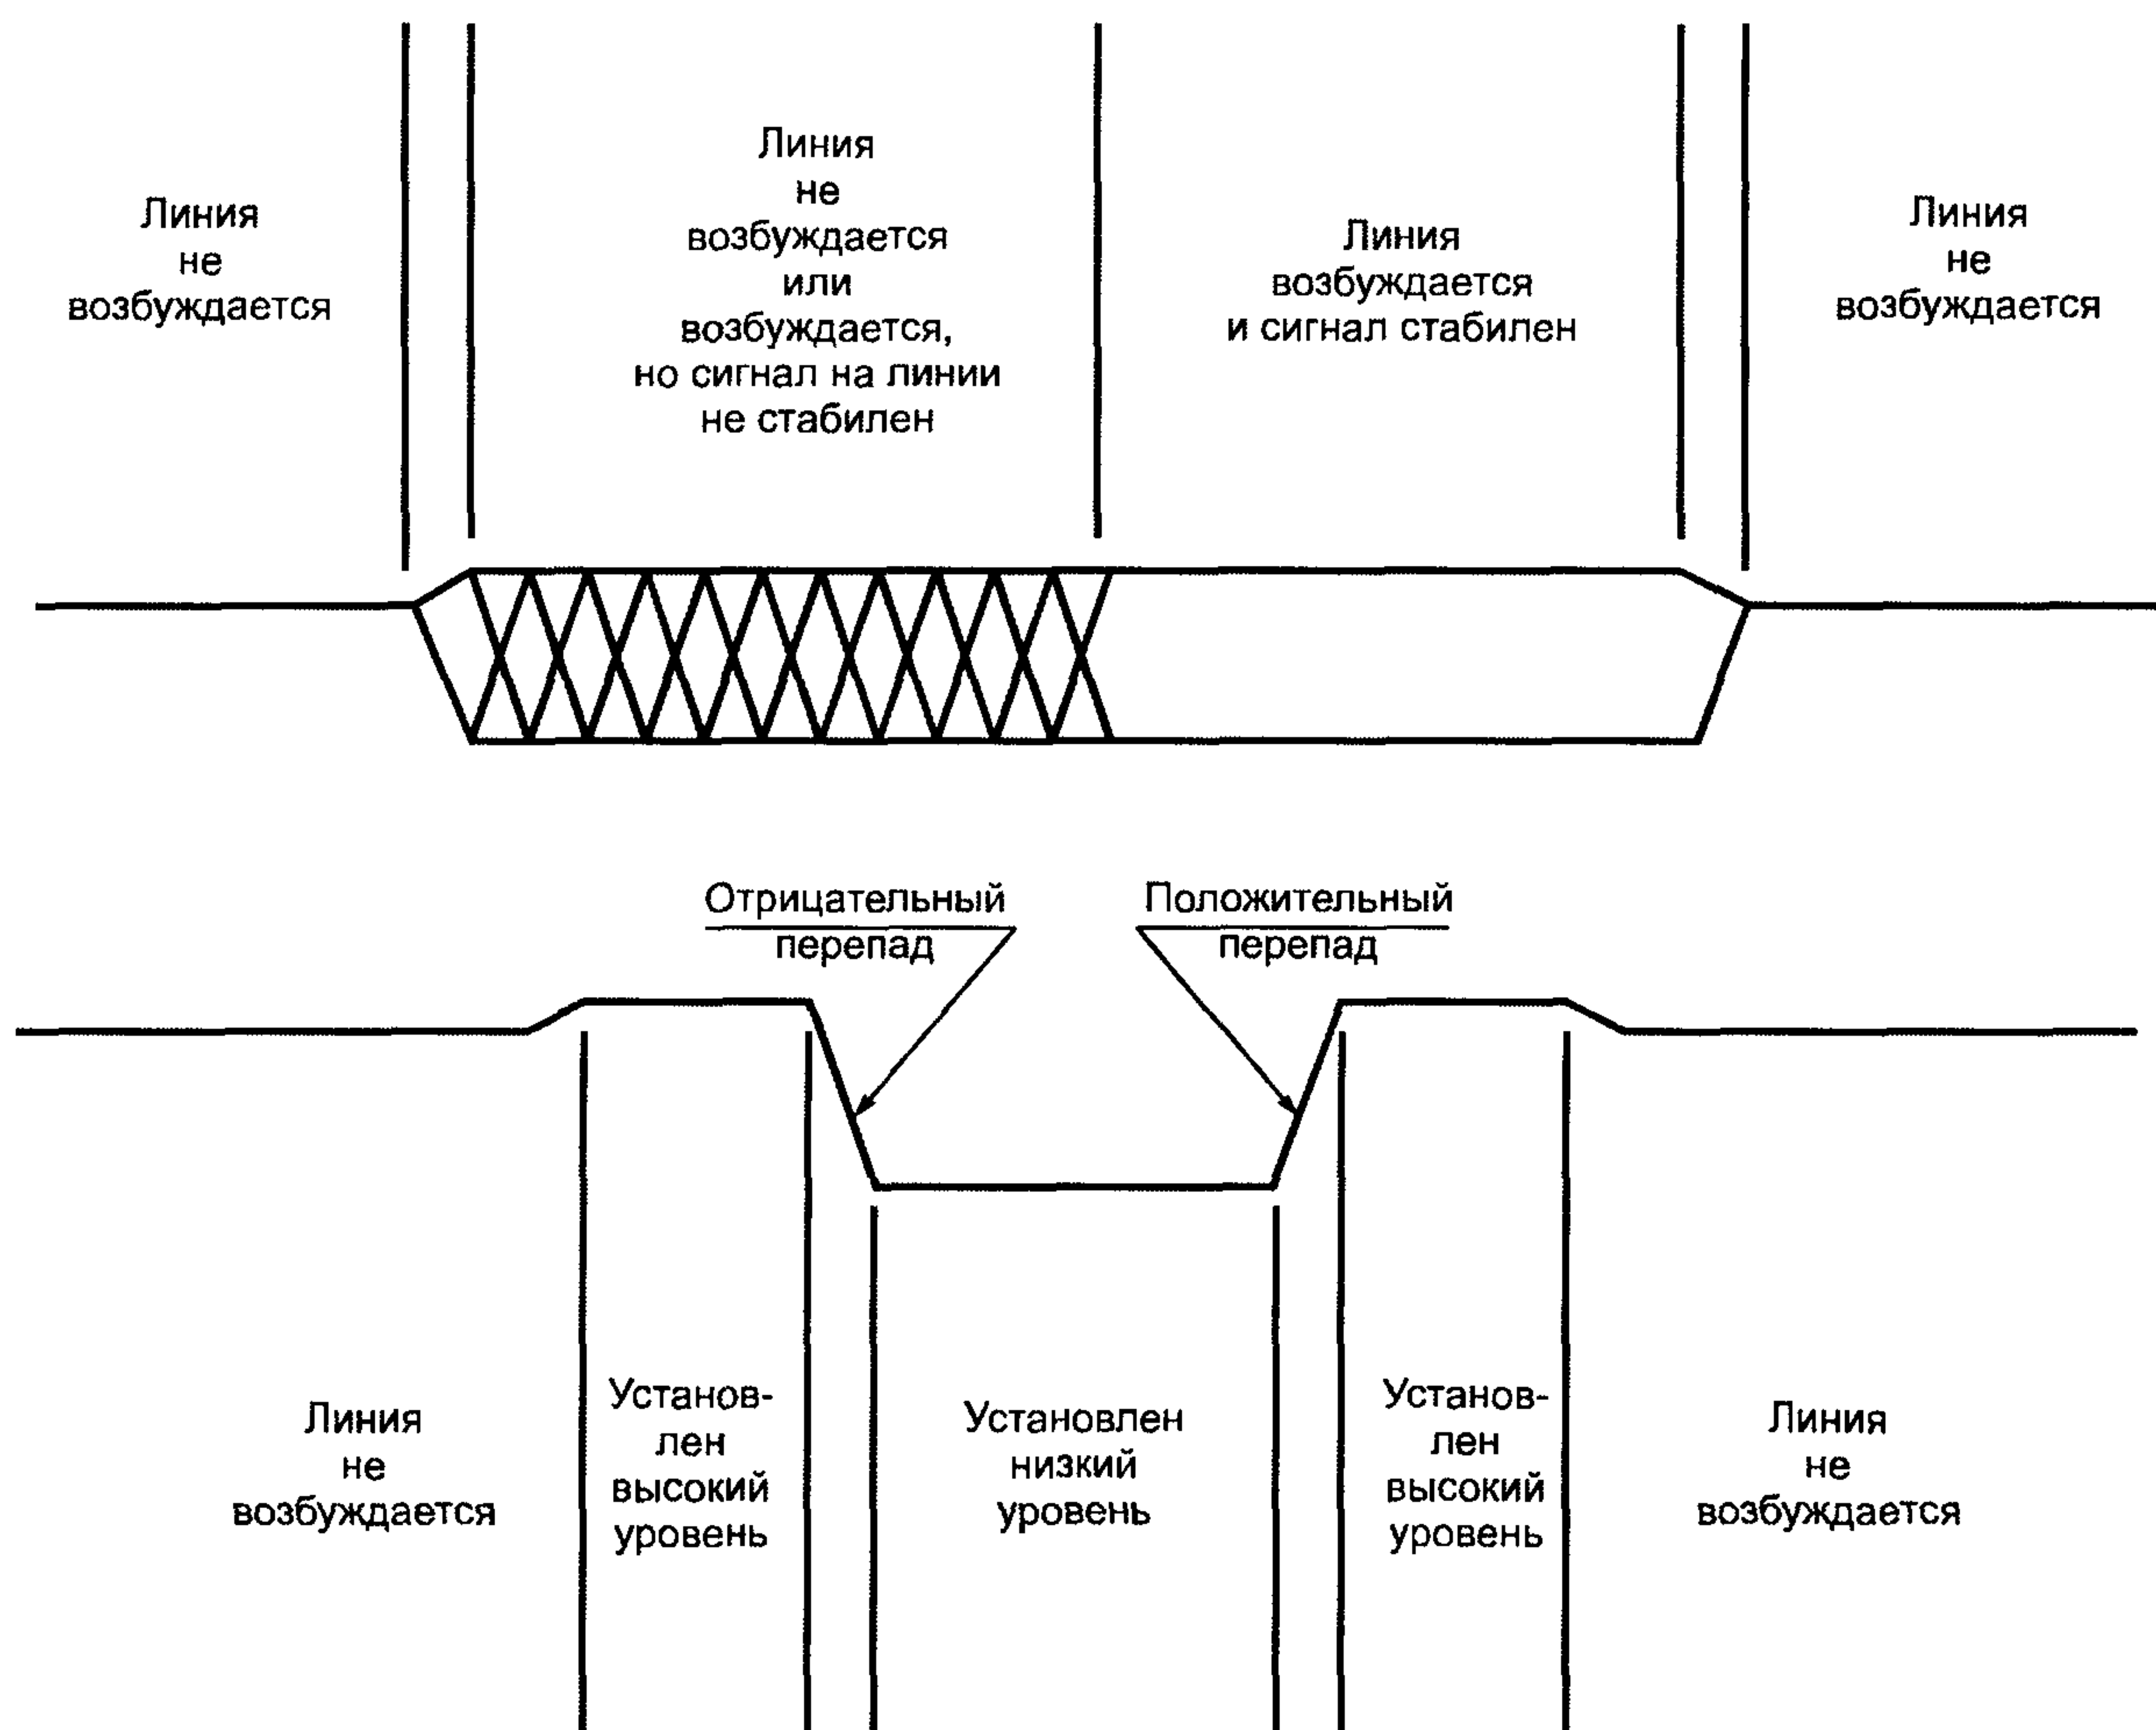 Линия
не
возбуждается
Линия
не
возбуждается
или
возбуждается,
но сигнал на линии
не стабилен
Линия
возбуждается
и сигнал стабилен
Линия
не
возбуждается
Отрицательный
перепад
Положительный
перепад
Линия
не
возбуждается
Установ-
лен
высокий
уровень
Установлен
низкий
уровень
Установ-
лен
высокий
уровень
Линия
не
возбуждается